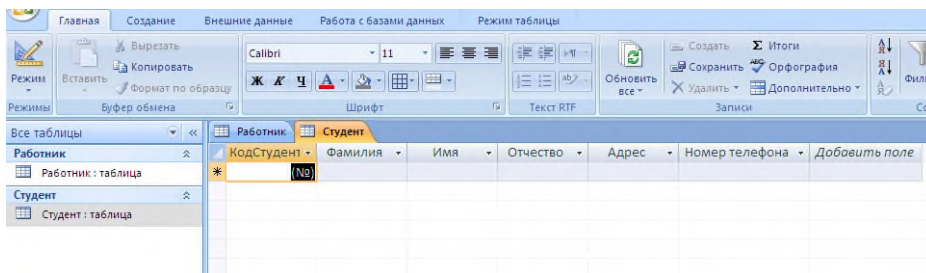 Главная Создание Внешние данные Работа с базами данных Режим таблицы
Режим
Вставить
Вырезать
Копировать
Формат по образцу
Calibri 11
Ж К Ч
Обновить все
Создать
Сохранить
Удалить
Σ Итоги
Орфография
Дополнительно
Режимы Буфер обмена Шрифт Текст RTF Записи
Все таблицы
Работник
Работник : таблица
Студент
Студент : таблица
Работник Студент
КодСтудент Фамилия Имя Отчество Адрес Номер телефона Добавить поле
* (№)